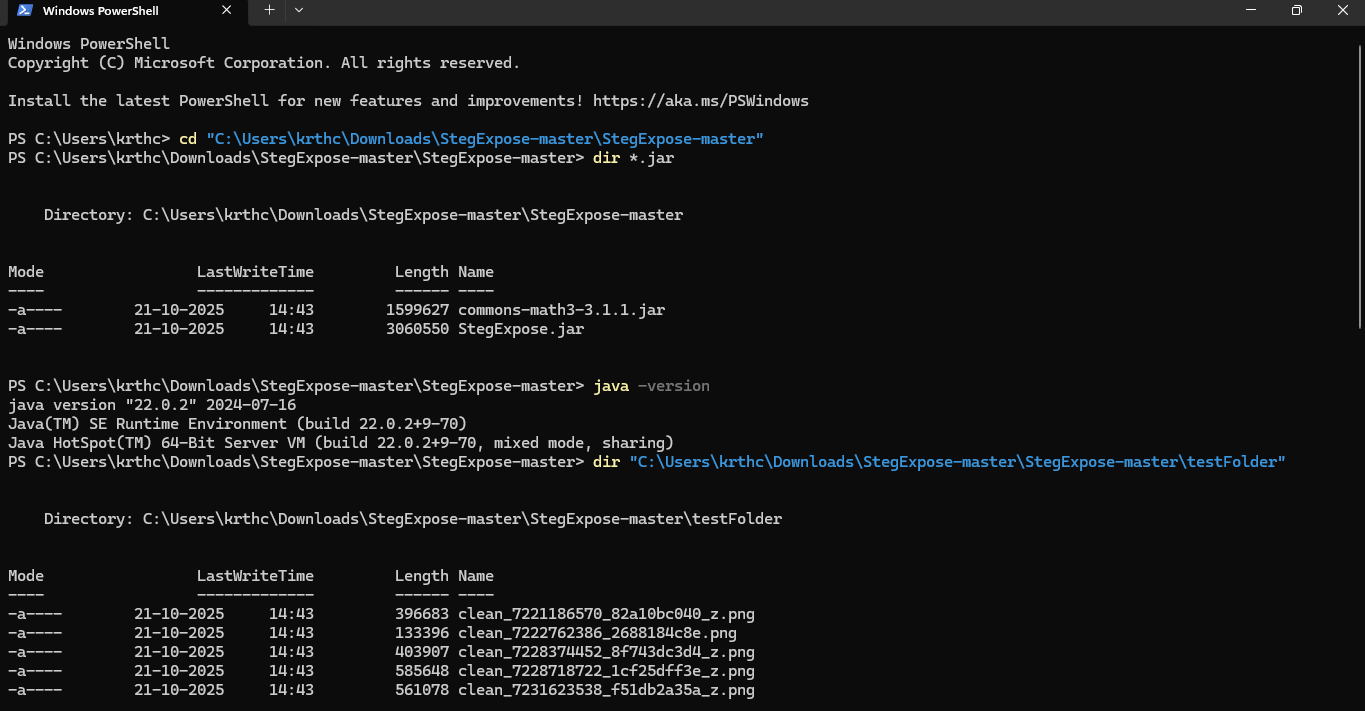 Windows PowerShell
Windows PowerShell
Copyright (C) Microsoft Corporation. All rights reserved.
Install the latest PowerShell for new features and improvements! https://aka.ms/PSWindows
PS C:\Users\krthc> cd "C:\Users\krthc\Downloads\StegExpose-master\StegExpose-master"
PS C:\Users\krthc\Downloads\StegExpose-master\StegExpose-master> dir *.jar
Directory: C:\Users\krthc\Downloads\StegExpose-master\StegExpose-master
Mode LastWriteTime Length Name
---- ------------- ------ ----
-a---- 21-10-2025 14:43 1599627 commons-math3-3.1.1.jar
-a---- 21-10-2025 14:43 3060550 StegExpose.jar
PS C:\Users\krthc\Downloads\StegExpose-master\StegExpose-master> java -version
java version "22.0.2" 2024-07-16
Java(TM) SE Runtime Environment (build 22.0.2+9-70)
Java HotSpot(TM) 64-Bit Server VM (build 22.0.2+9-70, mixed mode, sharing)
PS C:\Users\krthc\Downloads\StegExpose-master\StegExpose-master> dir "C:\Users\krthc\Downloads\StegExpose-master\StegExpose-master\testFolder"
Directory: C:\Users\krthc\Downloads\StegExpose-master\StegExpose-master\testFolder
Mode LastWriteTime Length Name
---- ------------- ------ ----
-a---- 21-10-2025 14:43 396683 clean_7221186570_82a10bc040_z.png
-a---- 21-10-2025 14:43 133396 clean_7222762386_2688184c8e.png
-a---- 21-10-2025 14:43 403907 clean_7228374452_8f743dc3d4_z.png
-a---- 21-10-2025 14:43 585648 clean_7228718722_1cf25dff3e_z.png
-a---- 21-10-2025 14:43 561078 clean_7231623538_f51db2a35a_z.png